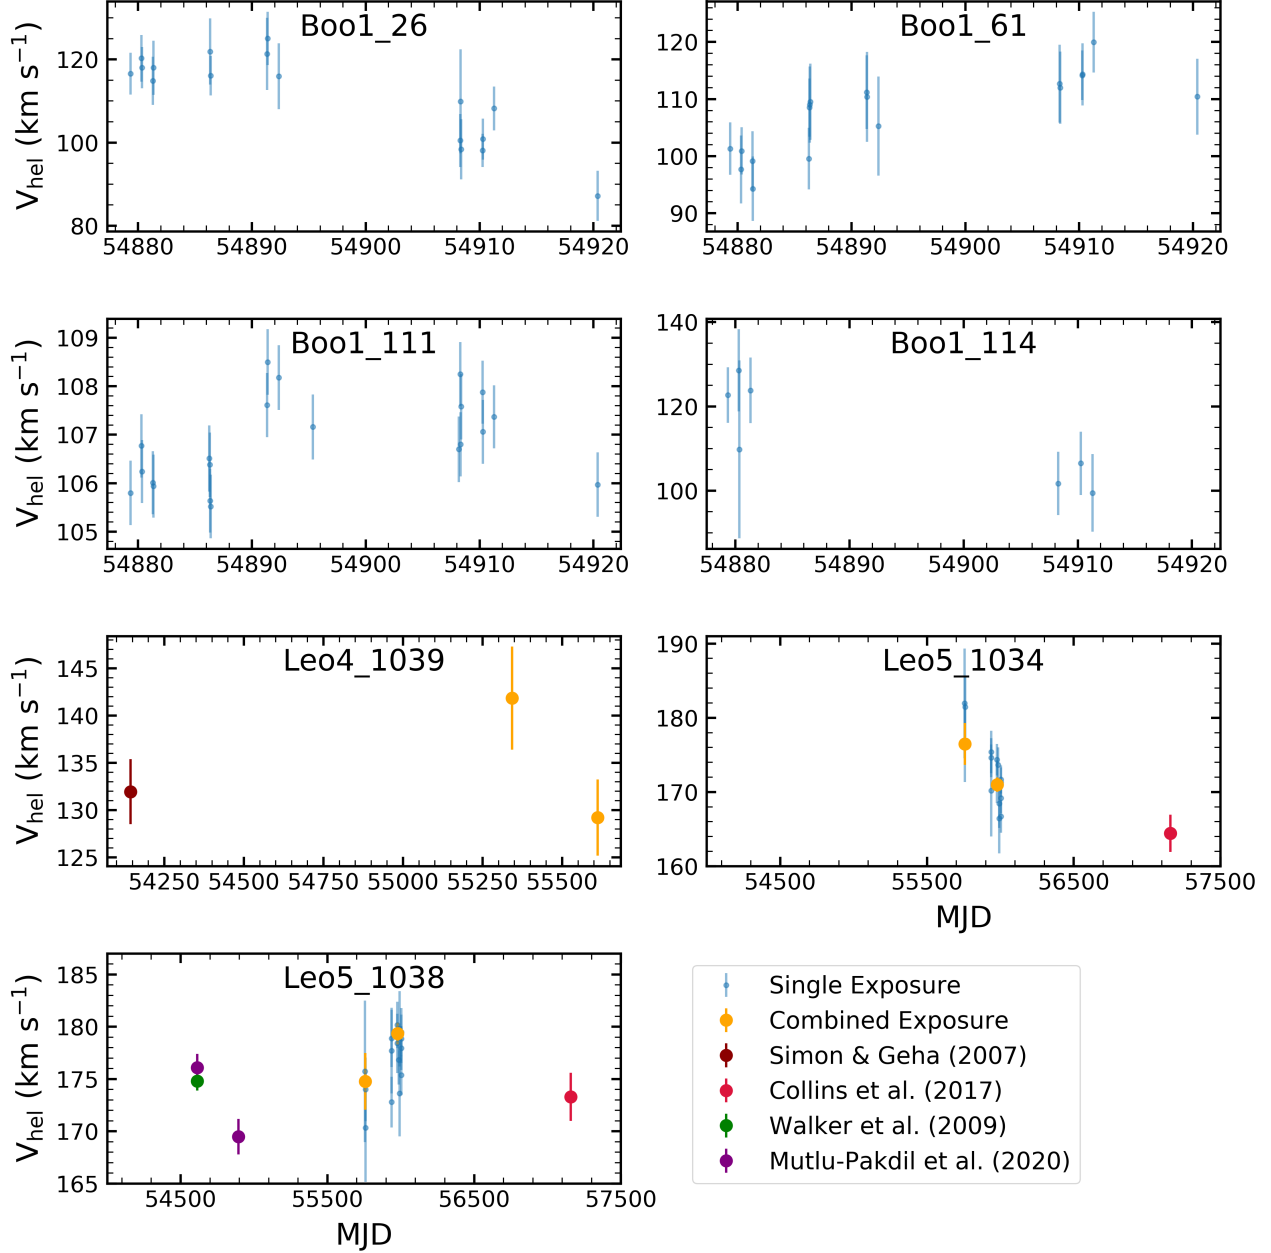 Boo1_26
V_hel (km s⁻¹)
120
100
80
54880 54890 54900 54910 54920
Boo1_61
120
110
100
90
54880 54890 54900 54910 54920
Boo1_111
V_hel (km s⁻¹)
109
108
107
106
105
54880 54890 54900 54910 54920
Boo1_114
140
120
100
54880 54890 54900 54910 54920
Leo4_1039
V_hel (km s⁻¹)
145
140
135
130
125
54250 54500 54750 55000 55250 55500
Leo5_1034
190
180
170
160
54500 55500 56500 57500
MJD
Leo5_1038
V_hel (km s⁻¹)
185
180
175
170
165
54500 55500 56500 57500
MJD
Single Exposure
Combined Exposure
Simon & Geha (2007)
Collins et al. (2017)
Walker et al. (2009)
Mutlu-Pakdil et al. (2020)